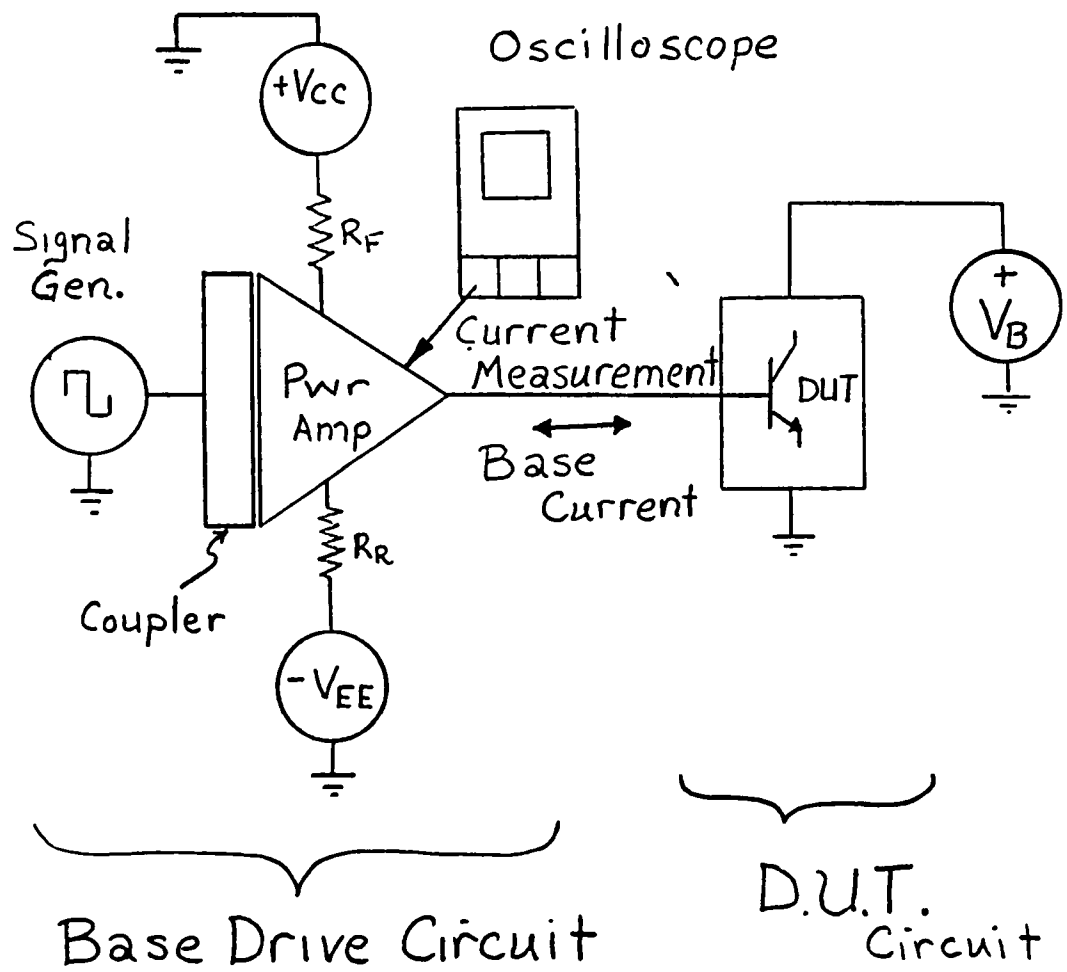 Oscilloscope
+VCC
RF
Signal
Gen.
Current
Measurement
Pwr
Amp
Base
Current
DUT
+
VB
RR
Coupler
-VEE
Base Drive Circuit
D.U.T.
Circuit